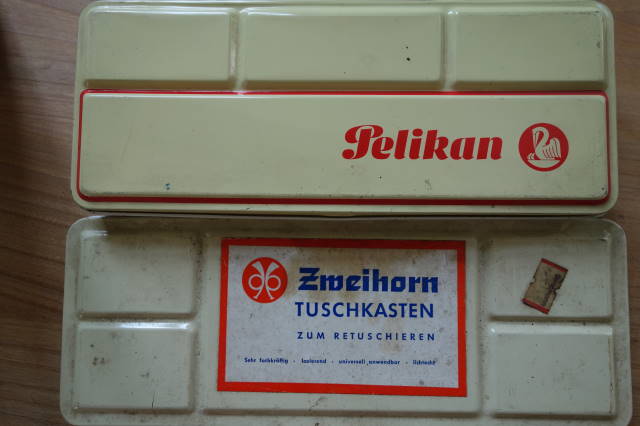 Pelikan
Zweihorn
TUSCHKASTEN
ZUM RETUSCHIEREN
Sehr farbkräftig · lasierend · universell anwendbar · lichtecht